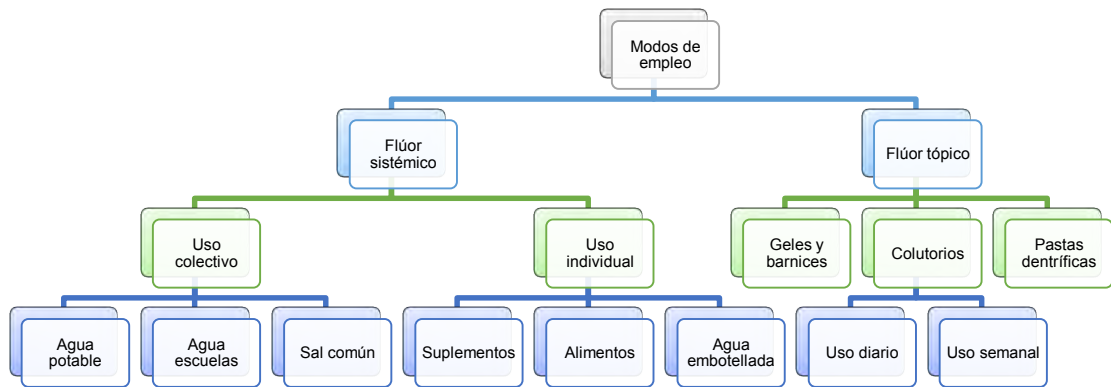 Modos de
empleo
Flúor
sistémico
Flúor tópico
Uso
colectivo
Uso
individual
Geles y
barnices
Colutorios
Pastas
dentríficas
Agua
potable
Agua
escuelas
Sal común
Suplementos
Alimentos
Agua
embotellada
Uso diario
Uso semanal